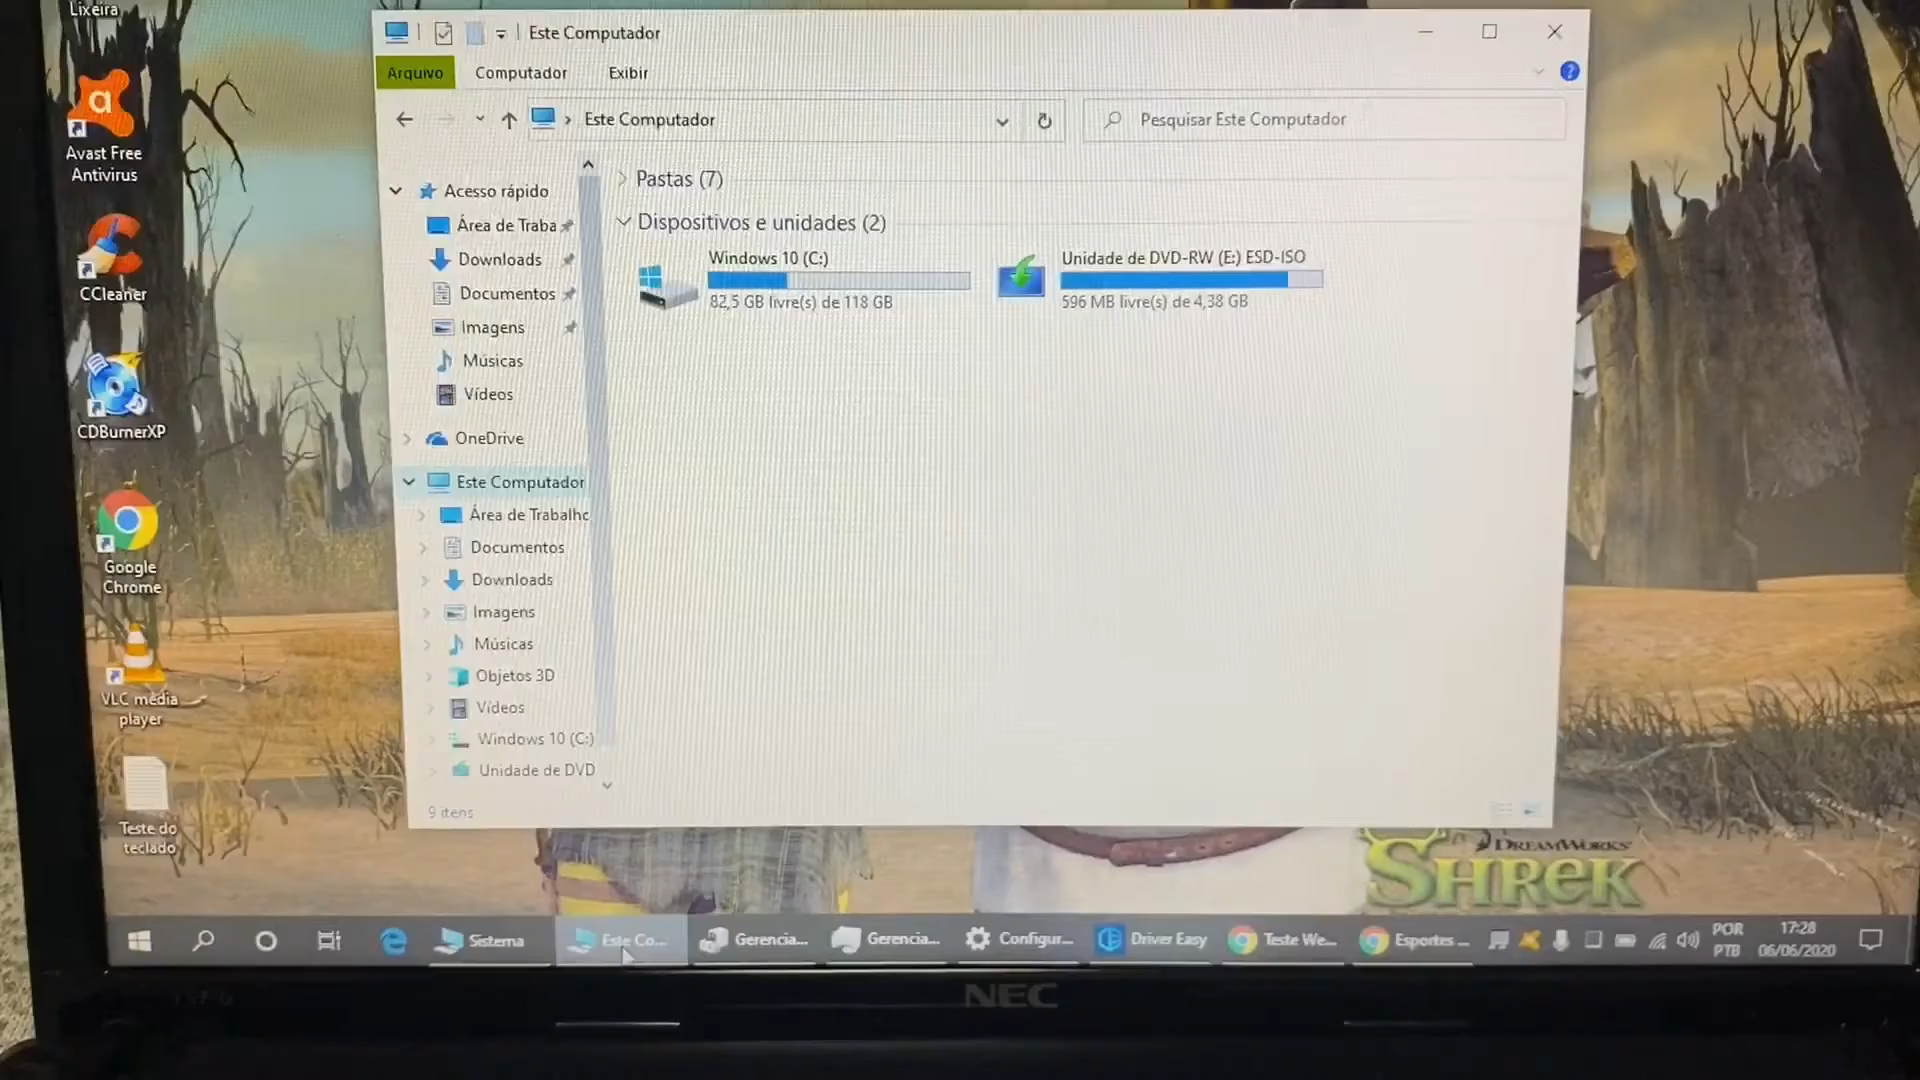 Lixeira
Este Computador
Arquivo
Computador
Exibir
Este Computador
Pesquisar Este Computador
Avast Free
Antivirus
CCleaner
CDBurnerXP
Google
Chrome
VLC media
player
Teste do
teclado
Acesso rápido
Área de Traba
Downloads
Documentos
Imagens
Músicas
Vídeos
OneDrive
Este Computador
Área de Trabalho
Documentos
Downloads
Imagens
Músicas
Objetos 3D
Vídeos
Windows 10 (C:)
Unidade de DVD
9 itens
Pastas (7)
Dispositivos e unidades (2)
Windows 10 (C:)
82,5 GB livre(s) de 118 GB
Unidade de DVD-RW (E:) ESD-ISO
596 MB livre(s) de 4,38 GB
DREAMWORKS
SHREK
Sistema
Este Co...
Gerencia...
Gerencia...
Configur...
Driver Easy
Teste We...
Esportes ...
POR
PTB
17:28
06/06/2020
NEC